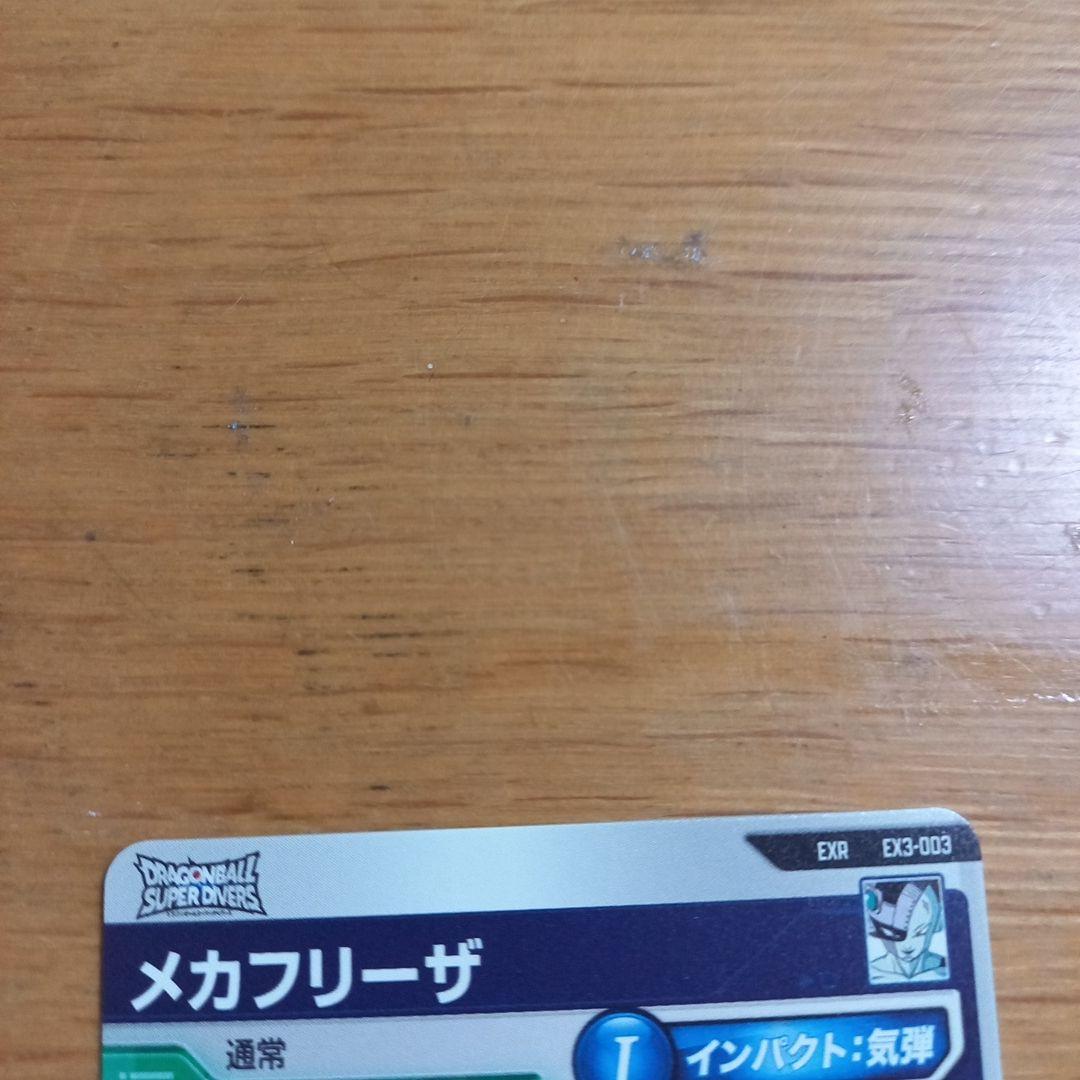 DRAGONBALL
SUPER DIVERS
EXR EX3-003
メカフリーザ
通常
I インパクト:気弾